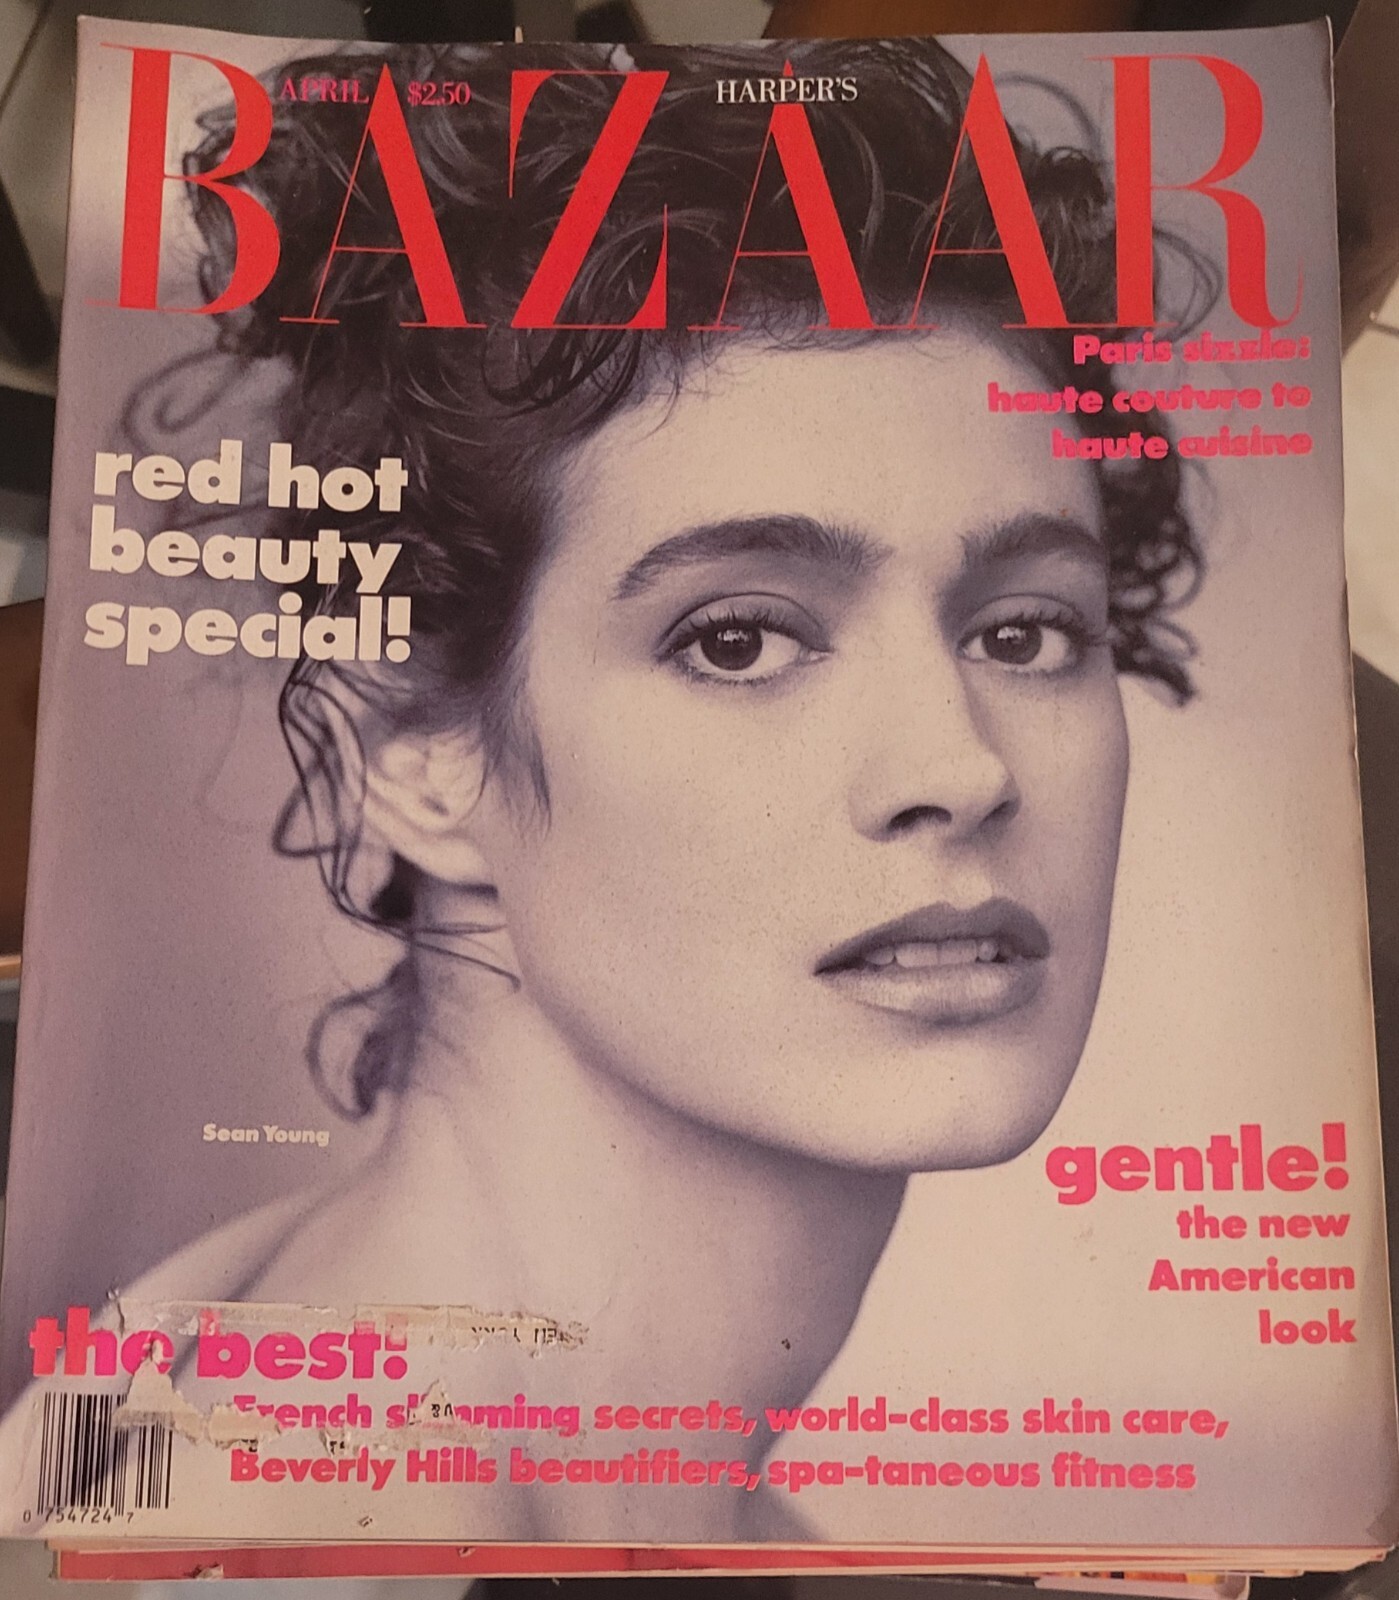 BAZAAR
APRIL $2.50
HARPER'S
Paris sizzle:
haute couture to
haute cuisine
red hot
beauty
special!
Sean Young
gentle!
the new
American
look
the best!
French slimming secrets, world-class skin care,
Beverly Hills beautifiers, spa-taneous fitness
0 754724 7